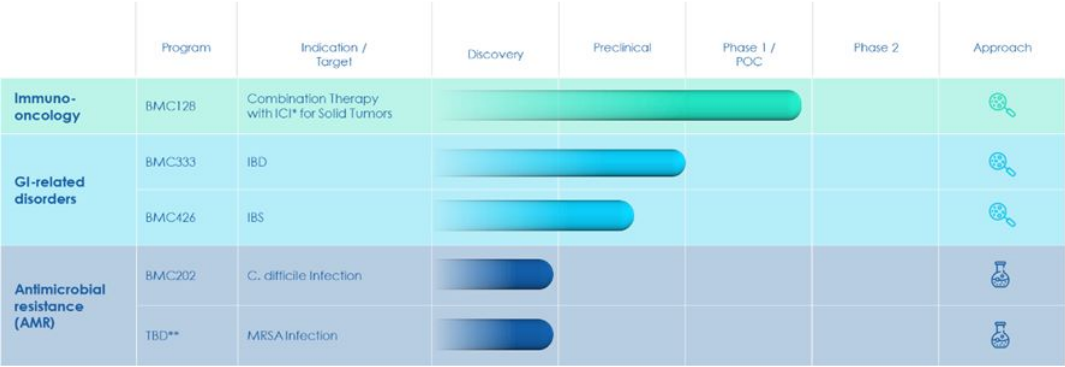 Program
Indication /
Target
Discovery
Preclinical
Phase 1 /
POC
Phase 2
Approach
Immuno-
oncology
BMC128
Combination Therapy
with ICI* for Solid Tumors
GI-related
disorders
BMC333
IBD
BMC426
IBS
Antimicrobial
resistance
(AMR)
BMC202
C. difficile Infection
TBD**
MRSA Infection